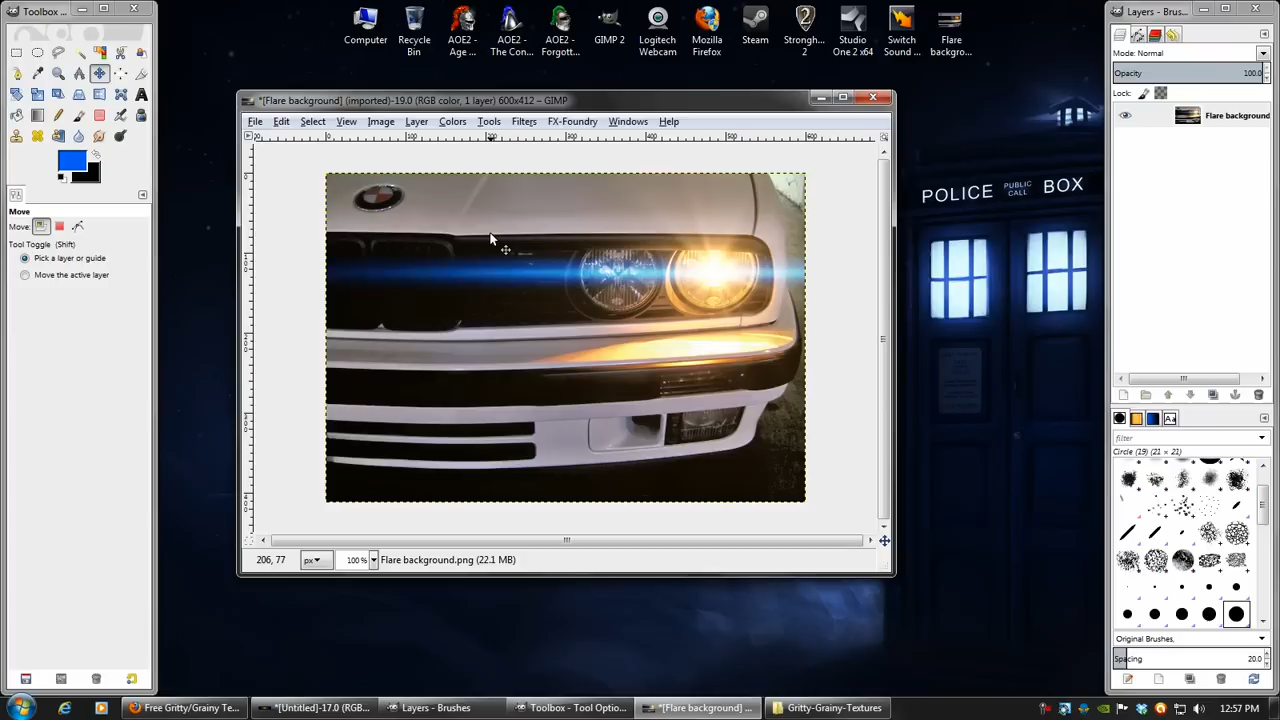 Toolbox ...
Computer
Recycle
Bin
AOE2 -
Age ...
AOE2 -
The Con...
AOE2 -
Forgott...
GIMP 2
Logitech
Webcam
Mozilla
Firefox
Steam
Strongh...
2
Studio
One 2 x64
Switch
Sound ...
Flare
backgro...
Layers - Brus...
Mode: Normal
Opacity 100.0
Lock:
Flare background
*[Flare background] (imported)-19.0 (RGB color, 1 layer) 600x412 – GIMP
File Edit Select View Image Layer Colors Tools Filters FX-Foundry Windows Help
Move
Move:
Tool Toggle (Shift)
Pick a layer or guide
Move the active layer
POLICE PUBLIC CALL BOX
filter
Circle (19) (21 × 21)
Original Brushes,
Spacing 20.0
206, 77 px 100% Flare background.png (22.1 MB)
Free Gritty/Grainy Te...
*[Untitled]-17.0 (RGB...
Layers - Brushes
Toolbox - Tool Optio...
*[Flare background] ...
Gritty-Grainy-Textures
12:57 PM